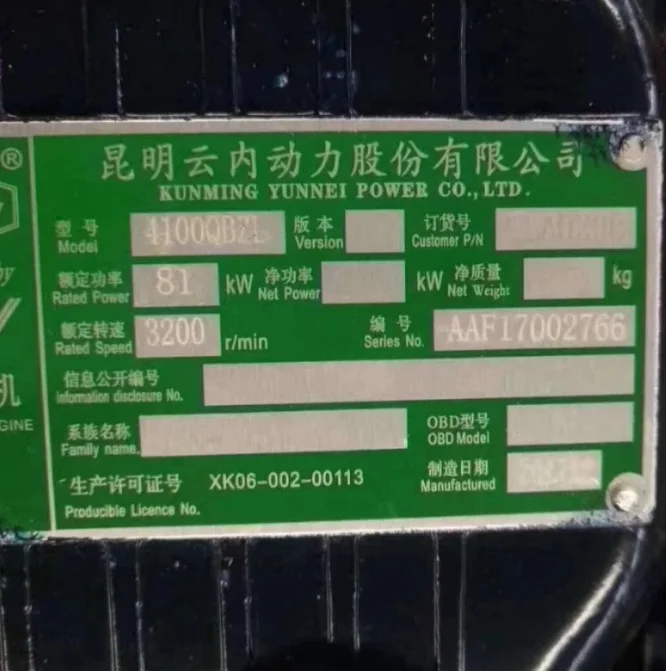 ®
昆明云内动力股份有限公司
KUNMING YUNNEI POWER CO.,LTD.
型号 4100QBZL 版本 订货号
Model Version Customer P/N
额定功率 81 kW 净功率 kW 净质量 kg
Rated Power Net Power Net Weight
额定转速 3200 r/min 编号 AAF17002766
Rated Speed Series No.
信息公开编号
Information disclosure No.
机
GINE
系族名称 OBD型号
Family name. OBD Model
生产许可证号 XK06-002-00113 制造日期
Producible Licence No. Manufactured